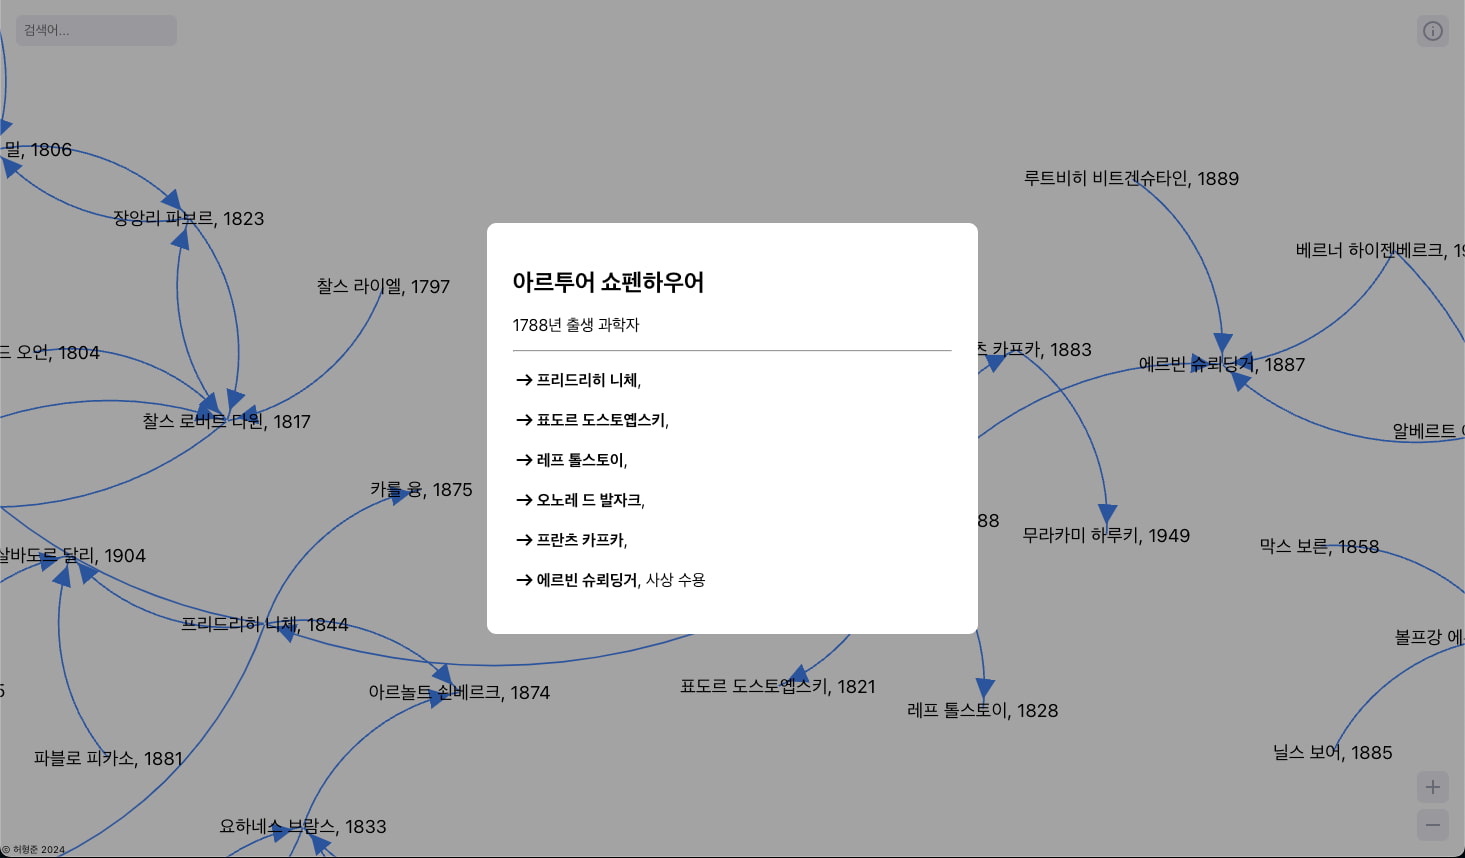 검색어...
밀, 1806
루트비히 비트겐슈타인, 1889
장앙리 파브르, 1823
베르너 하이젠베르크, 19
찰스 라이엘, 1797
아르투어 쇼펜하우어
1788년 출생 과학자
드 오언, 1804
츠 카프카, 1883
에르빈 슈뢰딩거, 1887
→ 프리드리히 니체,
→ 표도르 도스토옙스키,
→ 레프 톨스토이,
→ 오노레 드 발자크,
→ 프란츠 카프카,
→ 에르빈 슈뢰딩거, 사상 수용
찰스 로버트 다윈, 1817
알베르트
카를 융, 1875
88
무라카미 하루키, 1949
막스 보른, 1858
살바도르 달리, 1904
프리드리히 니체, 1844
볼프강 에
5
아르놀트 쇤베르크, 1874
표도르 도스토옙스키, 1821
레프 톨스토이, 1828
파블로 피카소, 1881
닐스 보어, 1885
요하네스 브람스, 1833
© 허형준 2024